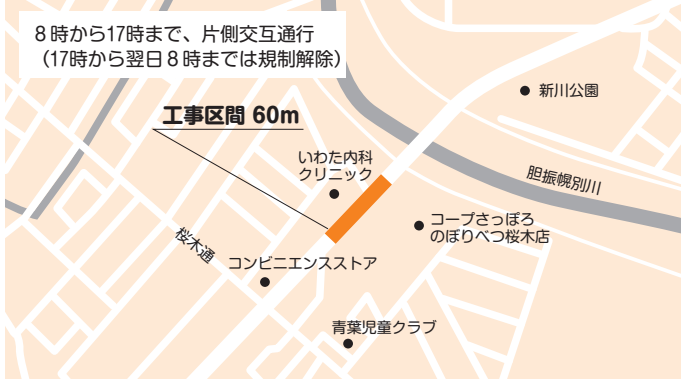 ８時から17時まで、片側交互通行
（17時から翌日８時までは規制解除）
工事区間 60m
新川公園
いわた内科
クリニック
胆振幌別川
コープさっぽろ
のぼりべつ桜木店
桜木通
コンビニエンスストア
青葉児童クラブ